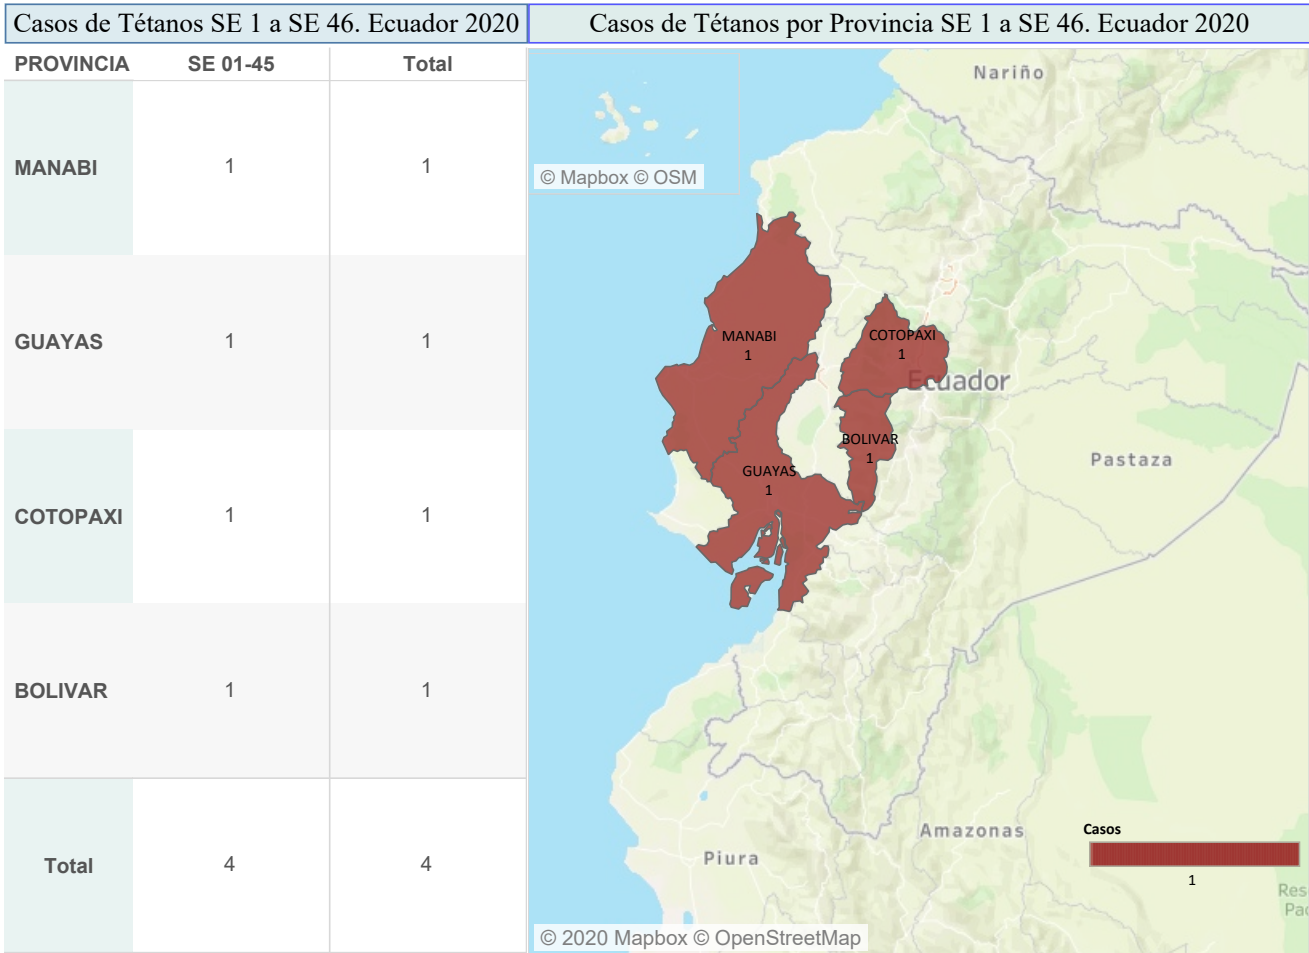 Casos de Tétanos SE 1 a SE 46. Ecuador 2020
Casos de Tétanos por Provincia SE 1 a SE 46. Ecuador 2020
PROVINCIA SE 01-45 Total
MANABI 1 1
GUAYAS 1 1
COTOPAXI 1 1
BOLIVAR 1 1
Total 4 4
Nariño
© Mapbox © OSM
MANABI
1
COTOPAXI
1
Ecuador
BOLIVAR
1
GUAYAS
1
Pastaza
Amazonas
Piura
Casos
1
Res
Pac
© 2020 Mapbox © OpenStreetMap